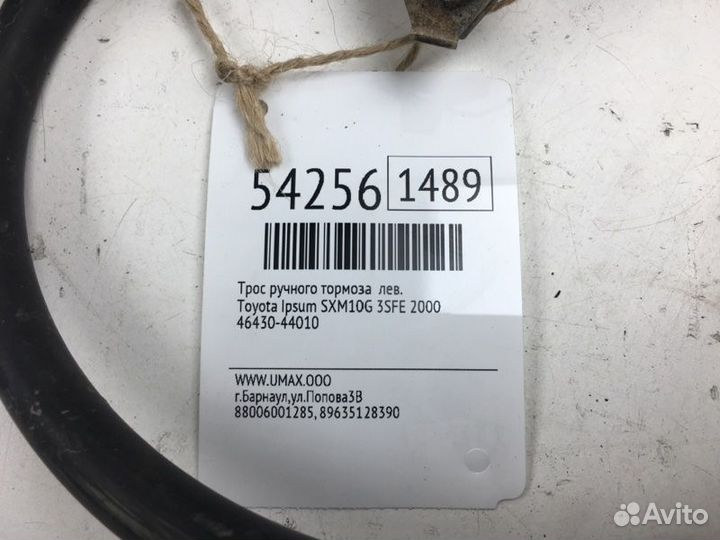 54256 1489
Трос ручного тормоза лев.
Toyota Ipsum SXM10G 3SFE 2000
46430-44010
WWW.UMAX.OOO
г.Барнаул,ул.Попова3В
88006001285, 89635128390
Avito